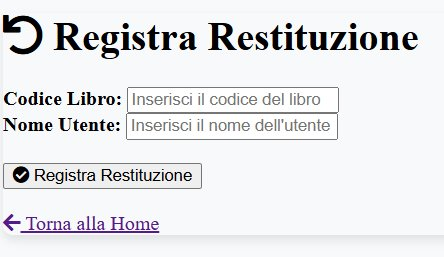 Registra Restituzione
Codice Libro: Inserisci il codice del libro
Nome Utente: Inserisci il nome dell'utente
Registra Restituzione
Torna alla Home